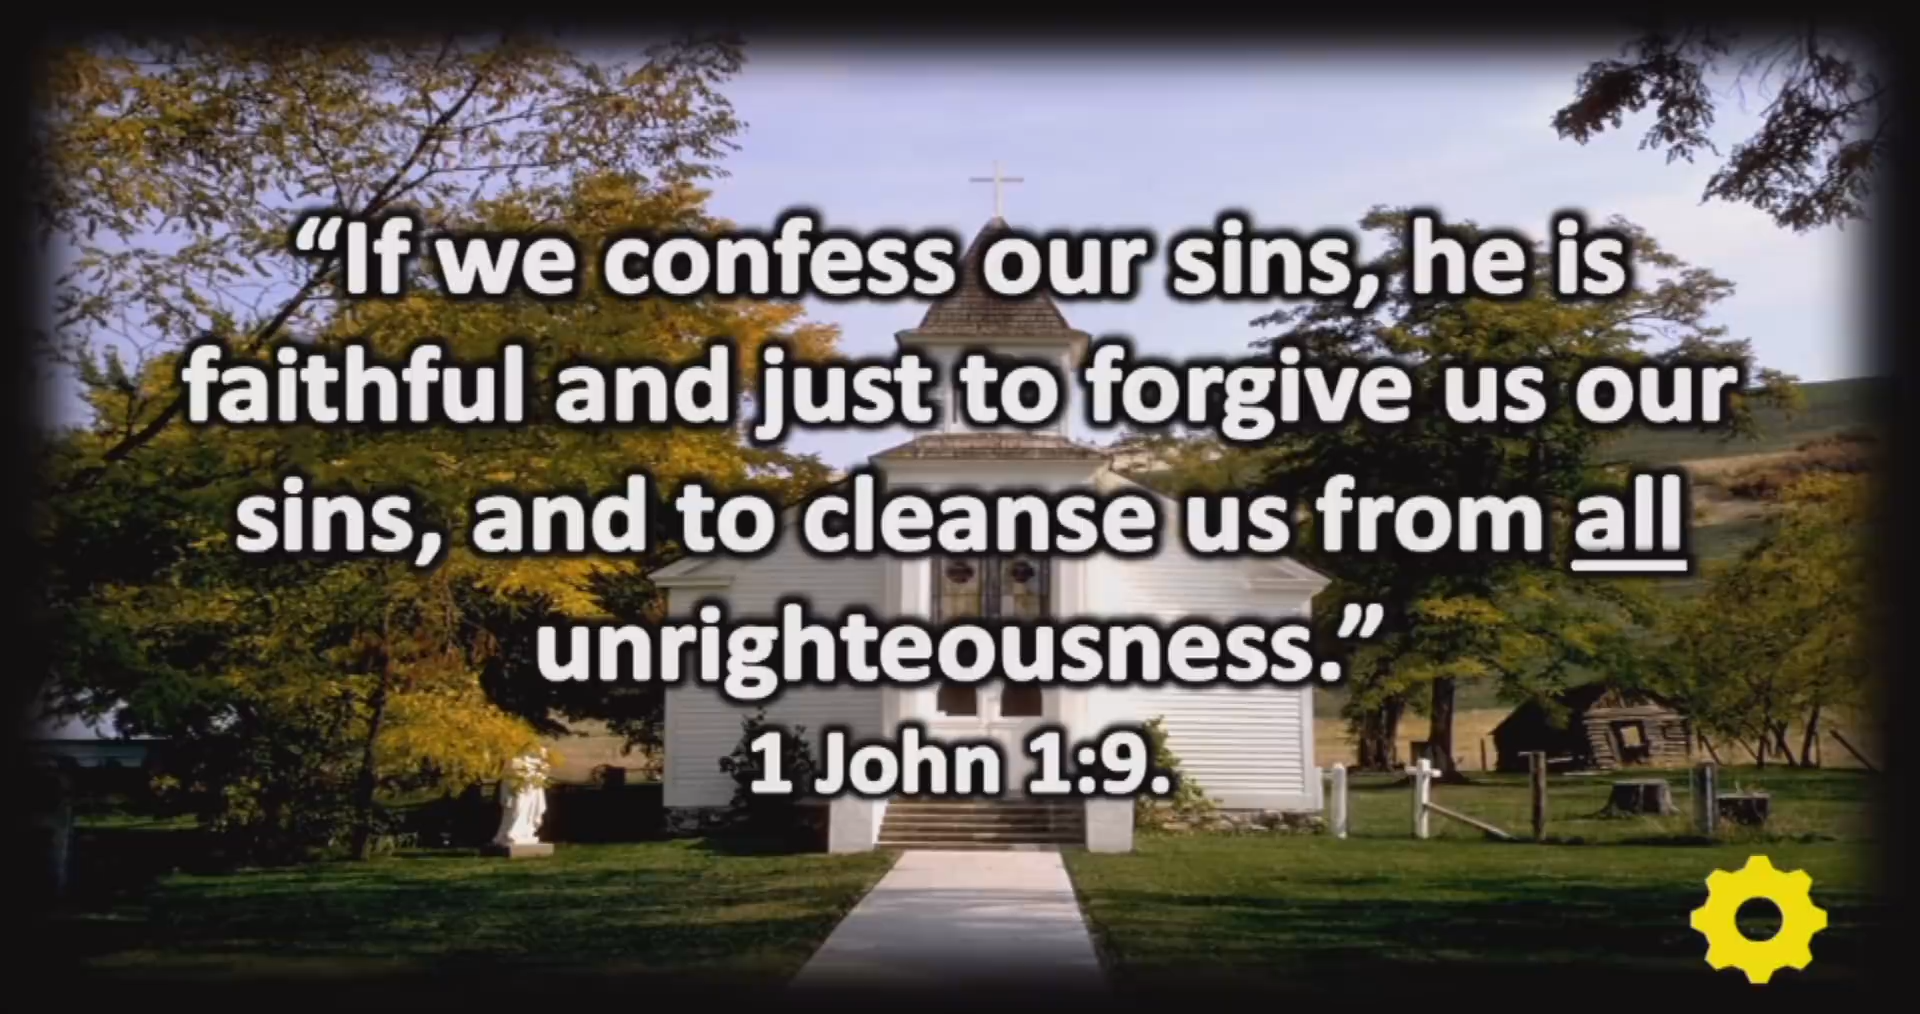 “If we confess our sins, he is
faithful and just to forgive us our
sins, and to cleanse us from all
unrighteousness.”
1 John 1:9.